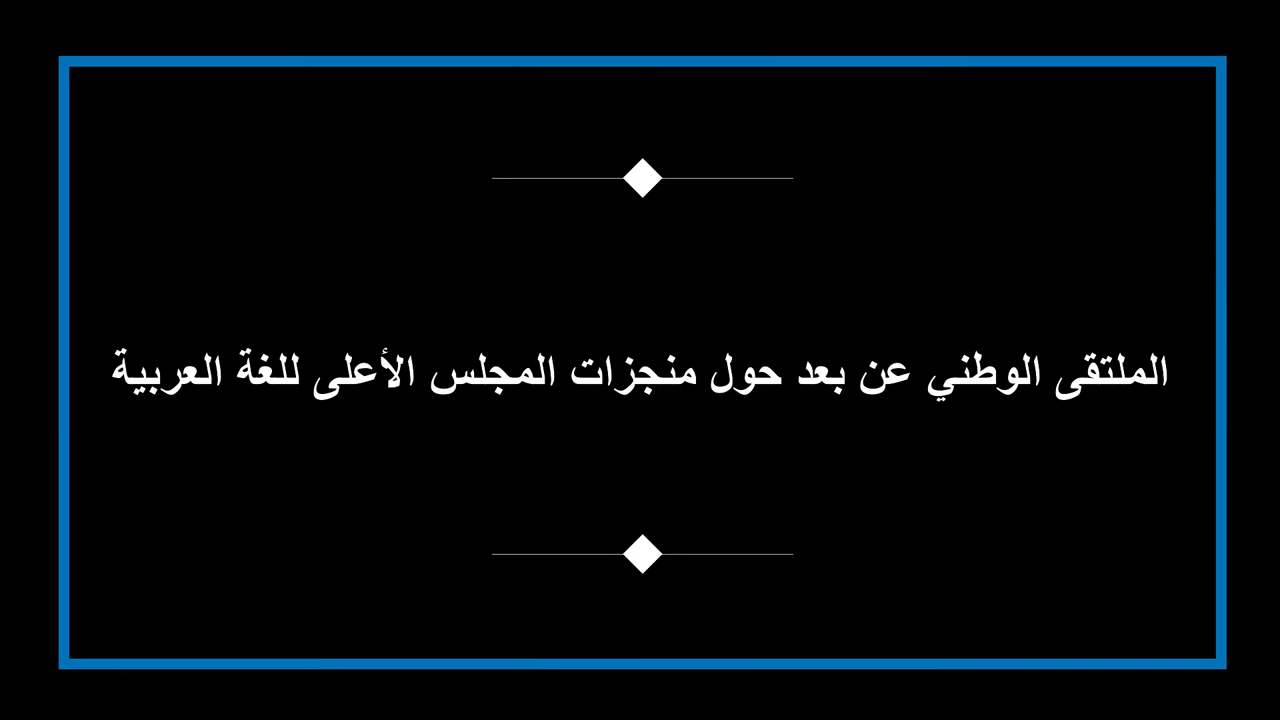 الملتقى الوطني عن بعد حول منجزات المجلس الأعلى للغة العربية